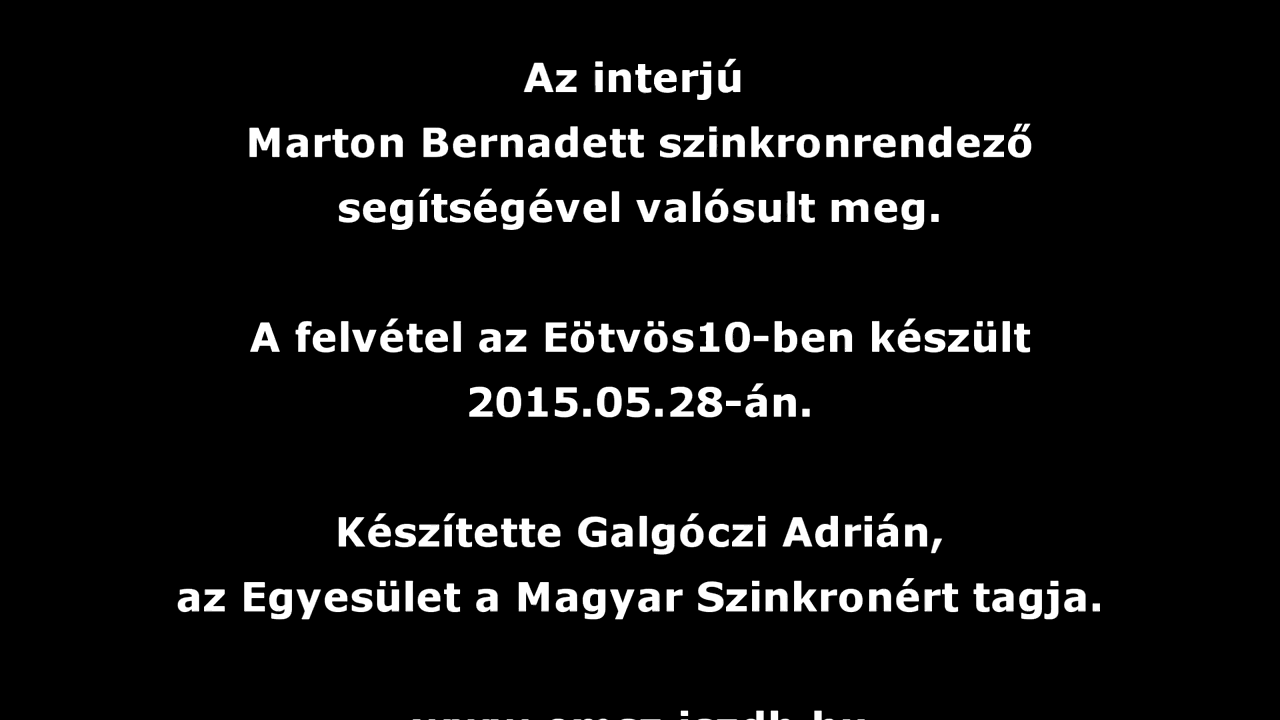 Az interjú
Marton Bernadett szinkronrendező
segítségével valósult meg.
A felvétel az Eötvös10-ben készült
2015.05.28-án.
Készítette Galgóczi Adrián,
az Egyesület a Magyar Szinkronért tagja.